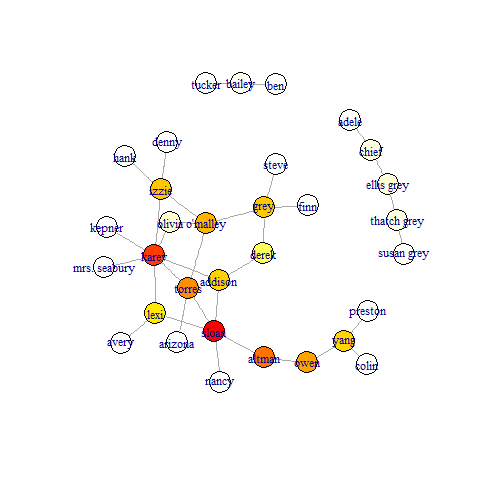 tucker
bailey
ben
adele
denny
chief
hank
steve
izzie
ellis grey
grey
finn
olivia
o'malley
thatch grey
kepner
karev
derek
susan grey
mrs. seabury
addison
torres
lexi
preston
sloan
avery
arizona
yang
altman
owen
colin
nancy